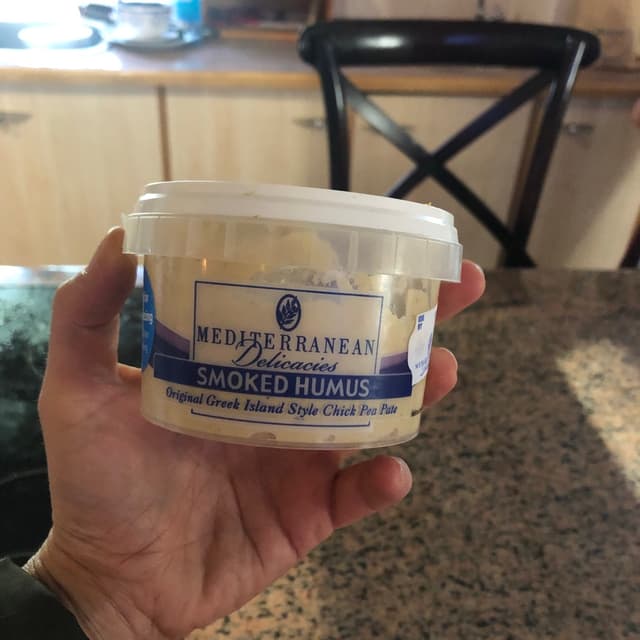 MEDITERRANEAN
Delicacies
SMOKED HUMUS
Original Greek Island Style Chick Pea Pate